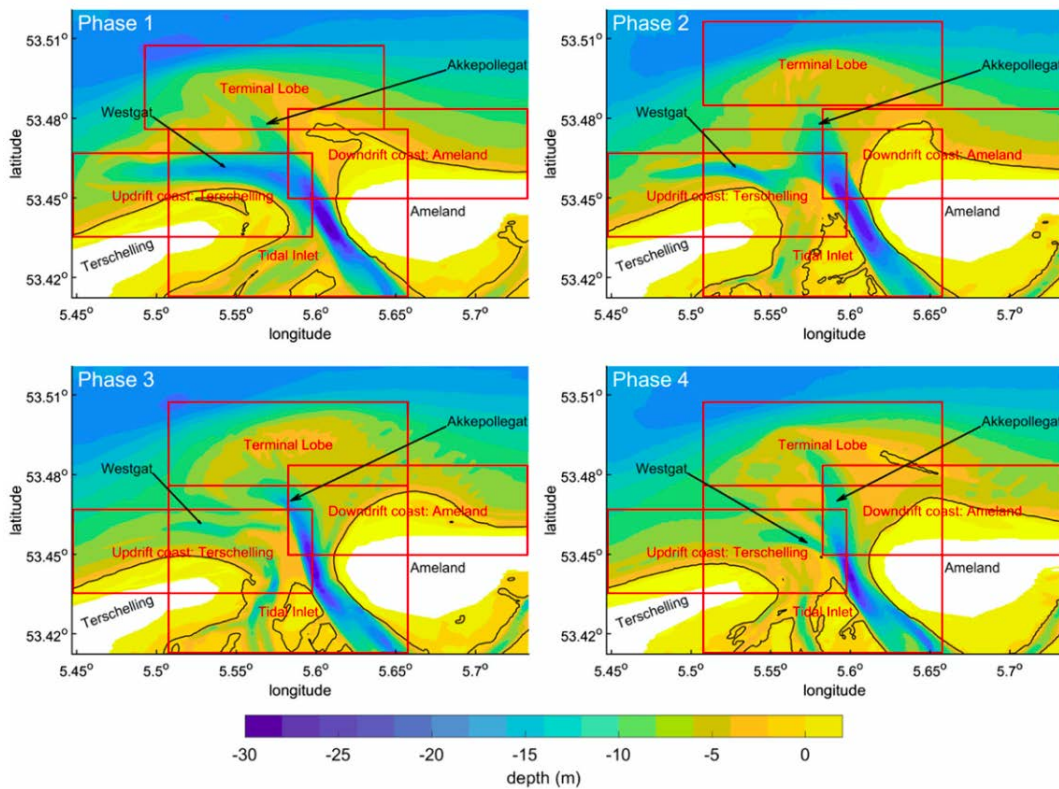 Phase 1
53.51°
53.48°
53.45°
53.42°
latitude
5.45° 5.5° 5.55° 5.6° 5.65° 5.7°
longitude
Terminal Lobe
Akkepollegat
Westgat
Downdrift coast: Ameland
Updrift coast: Terschelling
Ameland
Terschelling
Tidal Inlet
Phase 2
53.51°
53.48°
53.45°
53.42°
latitude
5.45° 5.5° 5.55° 5.6° 5.65° 5.7°
longitude
Terminal Lobe
Akkepollegat
Westgat
Downdrift coast: Ameland
Updrift coast: Terschelling
Ameland
Terschelling
Tidal Inlet
Phase 3
53.51°
53.48°
53.45°
53.42°
latitude
5.45° 5.5° 5.55° 5.6° 5.65° 5.7°
longitude
Terminal Lobe
Akkepollegat
Westgat
Downdrift coast: Ameland
Updrift coast: Terschelling
Ameland
Terschelling
Tidal Inlet
Phase 4
53.51°
53.48°
53.45°
53.42°
latitude
5.45° 5.5° 5.55° 5.6° 5.65° 5.7°
longitude
Terminal Lobe
Akkepollegat
Westgat
Downdrift coast: Ameland
Updrift coast: Terschelling
Ameland
Terschelling
Tidal Inlet
-30 -25 -20 -15 -10 -5 0
depth (m)